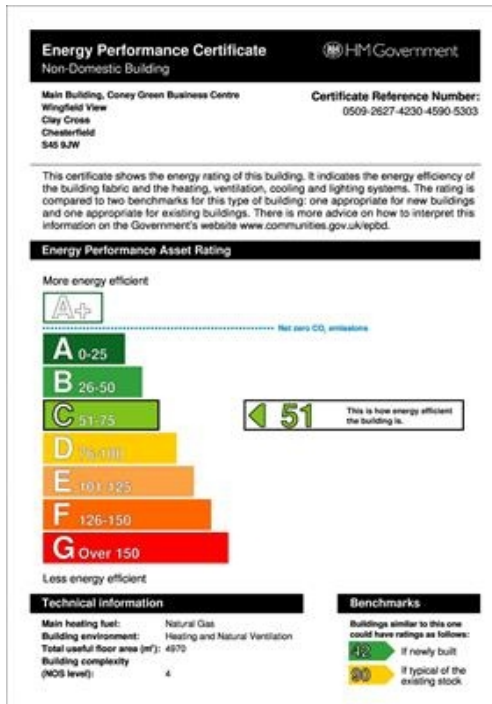 Energy Performance Certificate
HM Government
Non-Domestic Building
Main Building, Coney Green Business Centre
Wingfield View
Clay Cross
Chesterfield
S45 9JW
Certificate Reference Number:
0509-2627-4230-4590-5303
This certificate shows the energy rating of this building. It indicates the energy efficiency of
the building fabric and the heating, ventilation, cooling and lighting systems. The rating is
compared to two benchmarks for this type of building: one appropriate for new buildings
and one appropriate for existing buildings. There is more advice on how to interpret this
information on the Government's website www.communities.gov.uk/epbd.
Energy Performance Asset Rating
More energy efficient
A+
Net zero CO₂ emissions
A 0-25
B 26-50
C 51-75
51
This is how energy efficient
the building is.
D 76-100
E 101-125
F 126-150
G Over 150
Less energy efficient
Technical information
Main heating fuel: Natural Gas
Building environment: Heating and Natural Ventilation
Total useful floor area (m²): 4970
Building complexity
(NOS level): 4
Benchmarks
Buildings similar to this one
could have ratings as follows:
42 If newly built
90 If typical of the
existing stock